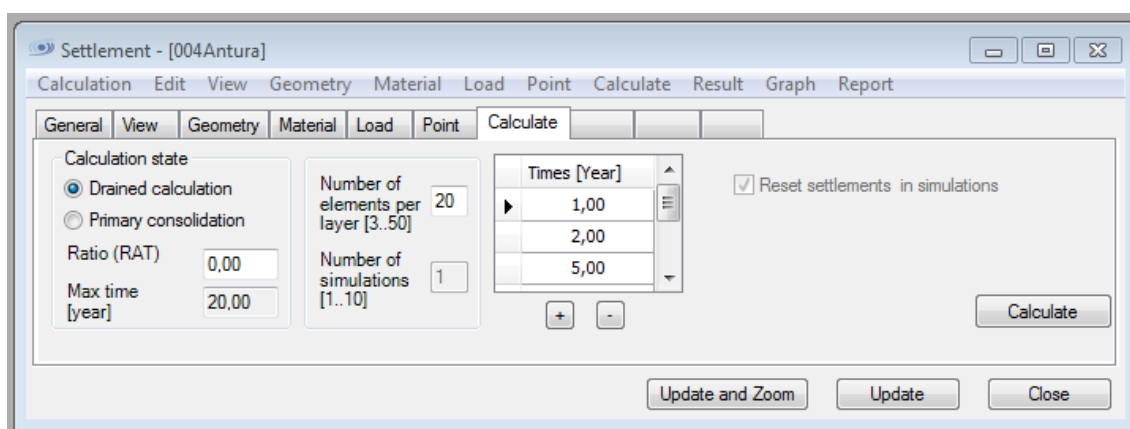 Settlement - [004Antura]
Calculation Edit View Geometry Material Load Point Calculate Result Graph Report
General View Geometry Material Load Point Calculate
Calculation state
Drained calculation
Primary consolidation
Ratio (RAT) 0,00
Max time
[year]
20,00
Number of
elements per
layer [3..50]
20
Number of
simulations
[1..10]
1
Times [Year]
1,00
2,00
5,00
+ -
Reset settlements in simulations
Calculate
Update and Zoom Update Close